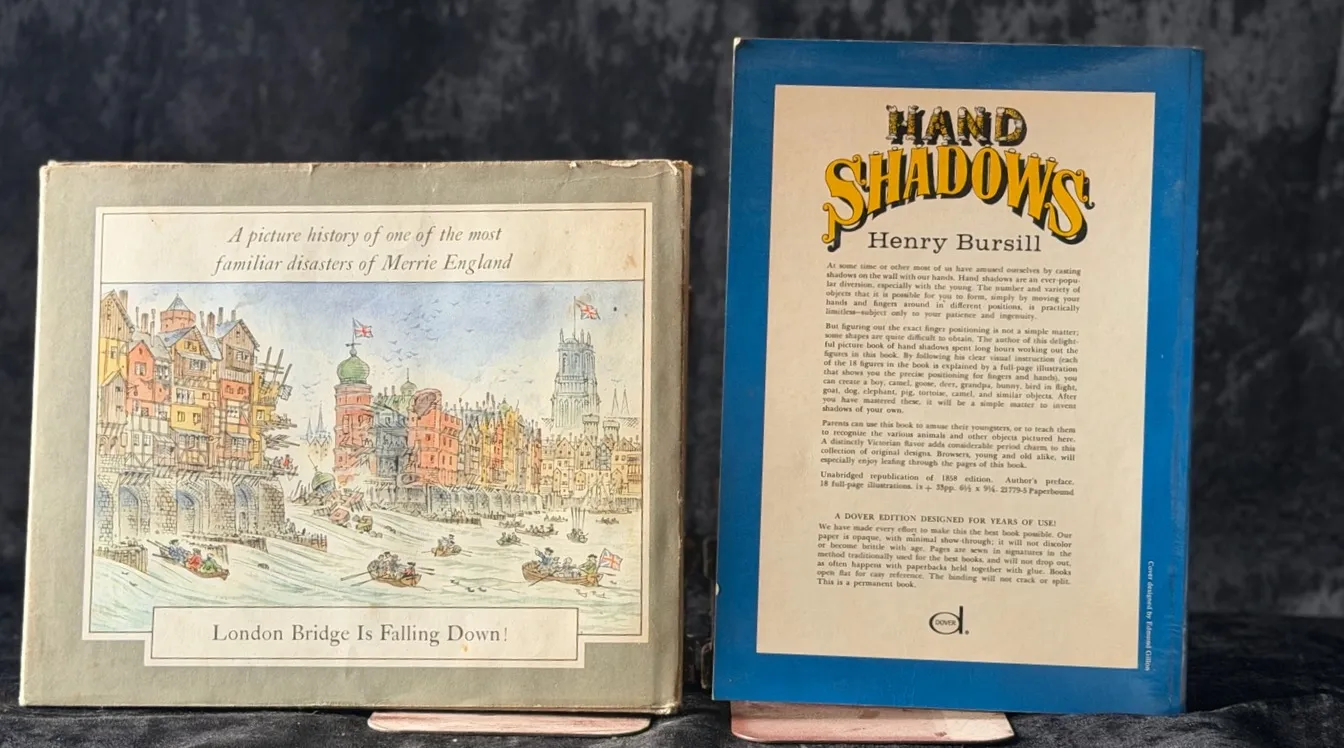 A picture history of one of the most
familiar disasters of Merrie England
London Bridge Is Falling Down!
HAND
SHADOWS
Henry Bursill
At some time or other most of us have amused ourselves by casting
shadows on the wall with our hands. Hand shadows are an ever-popu-
lar diversion, especially with the young. The number and variety of
objects that it is possible for you to form, simply by moving your
hands and fingers around in different positions, is practically
limitless—subject only to your patience and ingenuity.
But figuring out the exact finger positioning is not a simple matter;
some shapes are quite difficult to obtain. The author of this delight-
ful picture book of hand shadows spent long hours working out the
figures in this book. By following his clear visual instruction (each
of the 18 figures in the book is explained by a full-page illustration
that shows you the precise positioning for fingers and hands), you
can create a boy, camel, goose, deer, grandpa, bunny, bird in flight,
goat, dog, elephant, pig, tortoise, camel, and similar objects. After
you have mastered these, it will be a simple matter to invent
shadows of your own.
Parents can use this book to amuse their youngsters, or to teach them
to recognize the various animals and other objects pictured here.
A distinctly Victorian flavor adds considerable period charm to this
collection of original designs. Browsers, young and old alike, will
especially enjoy leafing through the pages of this book.
Unabridged republication of 1858 edition. Author's preface.
18 full-page illustrations. ix + 39pp. 6½ x 9¼. 21779-5 Paperbound
A DOVER EDITION DESIGNED FOR YEARS OF USE!
We have made every effort to make this the best book possible. Our
paper is opaque, with minimal show-through; it will not discolor
or become brittle with age. Pages are sewn in signatures in the
method traditionally used for the best books, and will not drop out,
as often happens with paperbacks held together with glue. Books
open flat for easy reference. The binding will not crack or split.
This is a permanent book.
DOVER
Cover designed by Edmund Gillon